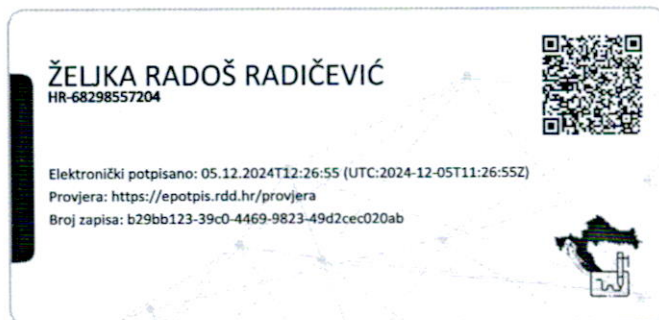 ŽELJKA RADOŠ RADIČEVIĆ
HR-68298557204
Elektronički potpisano: 05.12.2024T12:26:55 (UTC:2024-12-05T11:26:55Z)
Provjera: https://epotpis.rdd.hr/provjera
Broj zapisa: b29bb123-39c0-4469-9823-49d2cec020ab